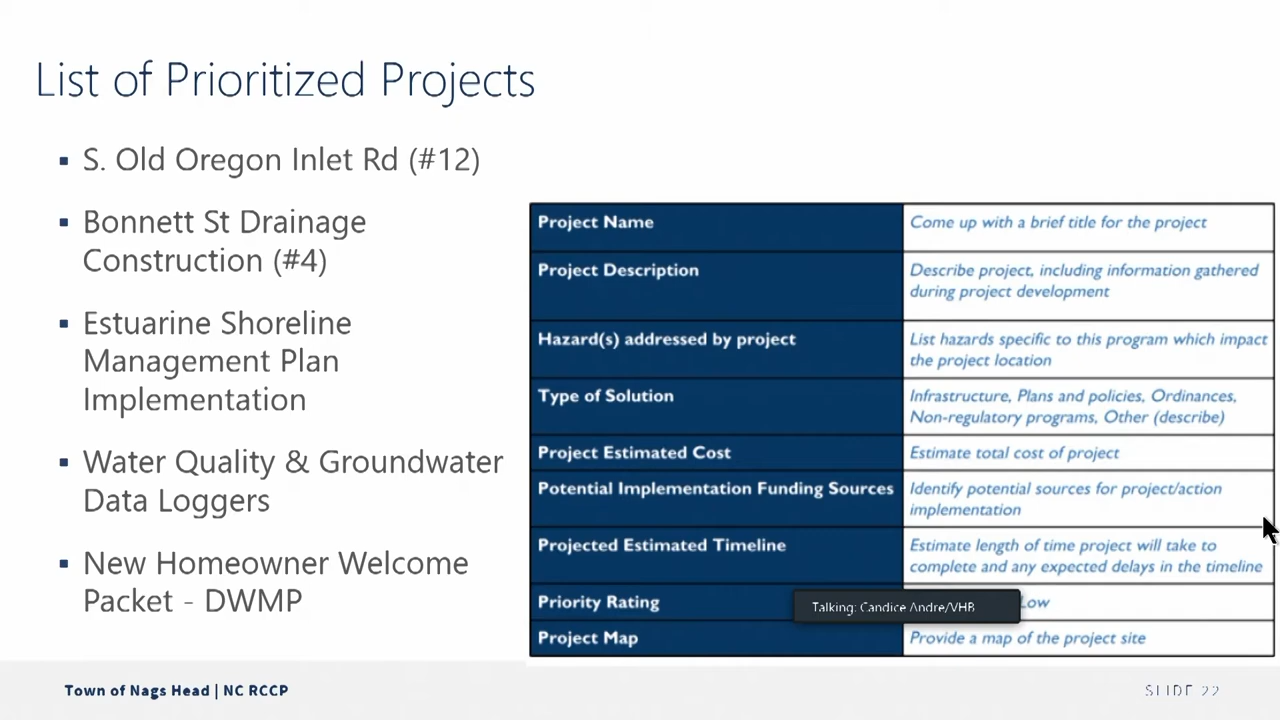 List of Prioritized Projects
▪ S. Old Oregon Inlet Rd (#12)
▪ Bonnett St Drainage
Construction (#4)
▪ Estuarine Shoreline
Management Plan
Implementation
▪ Water Quality & Groundwater
Data Loggers
▪ New Homeowner Welcome
Packet - DWMP
Project Name
Come up with a brief title for the project
Project Description
Describe project, including information gathered
during project development
Hazard(s) addressed by project
List hazards specific to this program which impact
the project location
Type of Solution
Infrastructure, Plans and policies, Ordinances,
Non-regulatory programs, Other (describe)
Project Estimated Cost
Estimate total cost of project
Potential Implementation Funding Sources
Identify potential sources for project/action
implementation
Projected Estimated Timeline
Estimate length of time project will take to
complete and any expected delays in the timeline
Priority Rating
Low
Talking: Candice Andre/VHB
Project Map
Provide a map of the project site
Town of Nags Head | NC RCCP
SLIDE 22